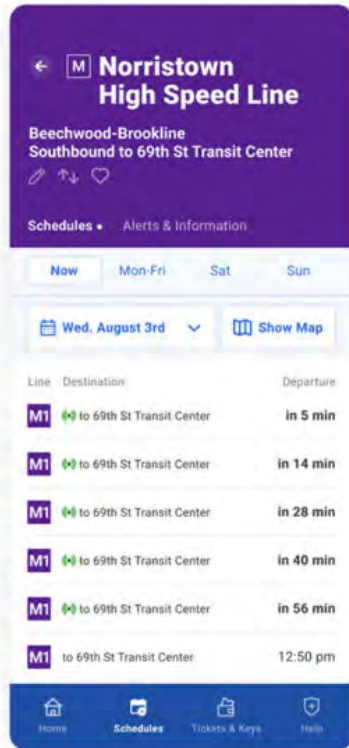 M Norristown
High Speed Line
Beechwood-Brookline
Southbound to 69th St Transit Center
Schedules • Alerts & Information
Now Mon-Fri Sat Sun
Wed. August 3rd Show Map
Line Destination Departure
M1 to 69th St Transit Center in 5 min
M1 to 69th St Transit Center in 14 min
M1 to 69th St Transit Center in 28 min
M1 to 69th St Transit Center in 40 min
M1 to 69th St Transit Center in 56 min
M1 to 69th St Transit Center 12:50 pm
Home Schedules Tickets & Keys Help